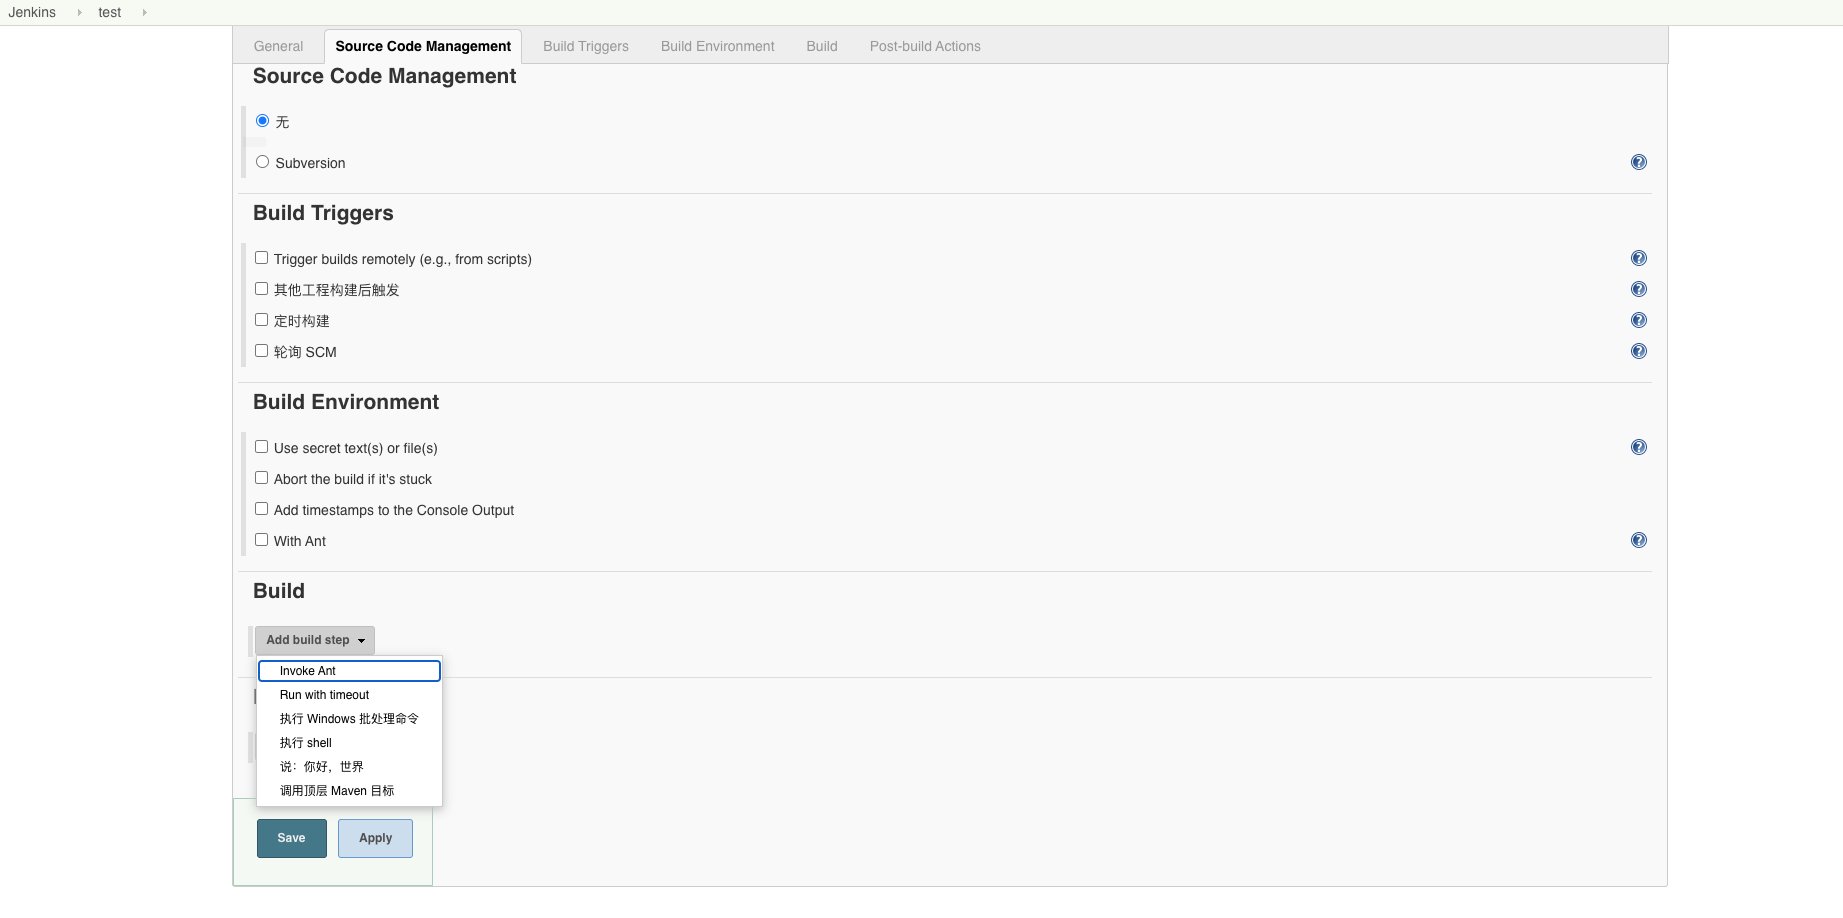 Jenkins test
General Source Code Management Build Triggers Build Environment Build Post-build Actions
Source Code Management
无
Subversion
Build Triggers
Trigger builds remotely (e.g., from scripts)
其他工程构建后触发
定时构建
轮询 SCM
Build Environment
Use secret text(s) or file(s)
Abort the build if it's stuck
Add timestamps to the Console Output
With Ant
Build
Add build step
Invoke Ant
Run with timeout
执行 Windows 批处理命令
执行 shell
说：你好，世界
调用顶层 Maven 目标
Save Apply